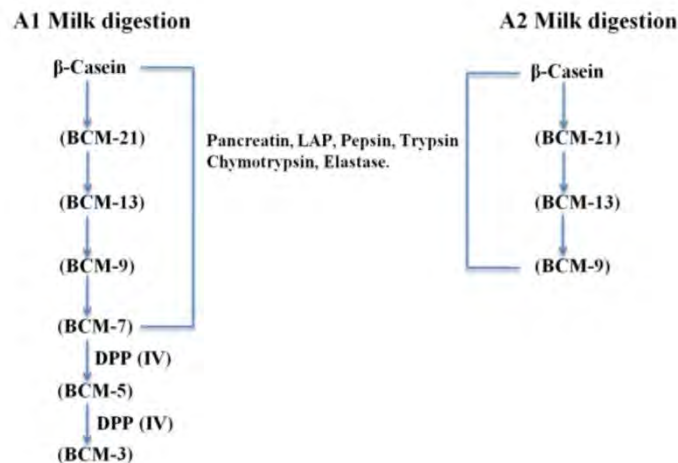 A1 Milk digestion
β-Casein
(BCM-21)
(BCM-13)
(BCM-9)
(BCM-7)
DPP (IV)
(BCM-5)
DPP (IV)
(BCM-3)
Pancreatin, LAP, Pepsin, Trypsin
Chymotrypsin, Elastase.
A2 Milk digestion
β-Casein
(BCM-21)
(BCM-13)
(BCM-9)